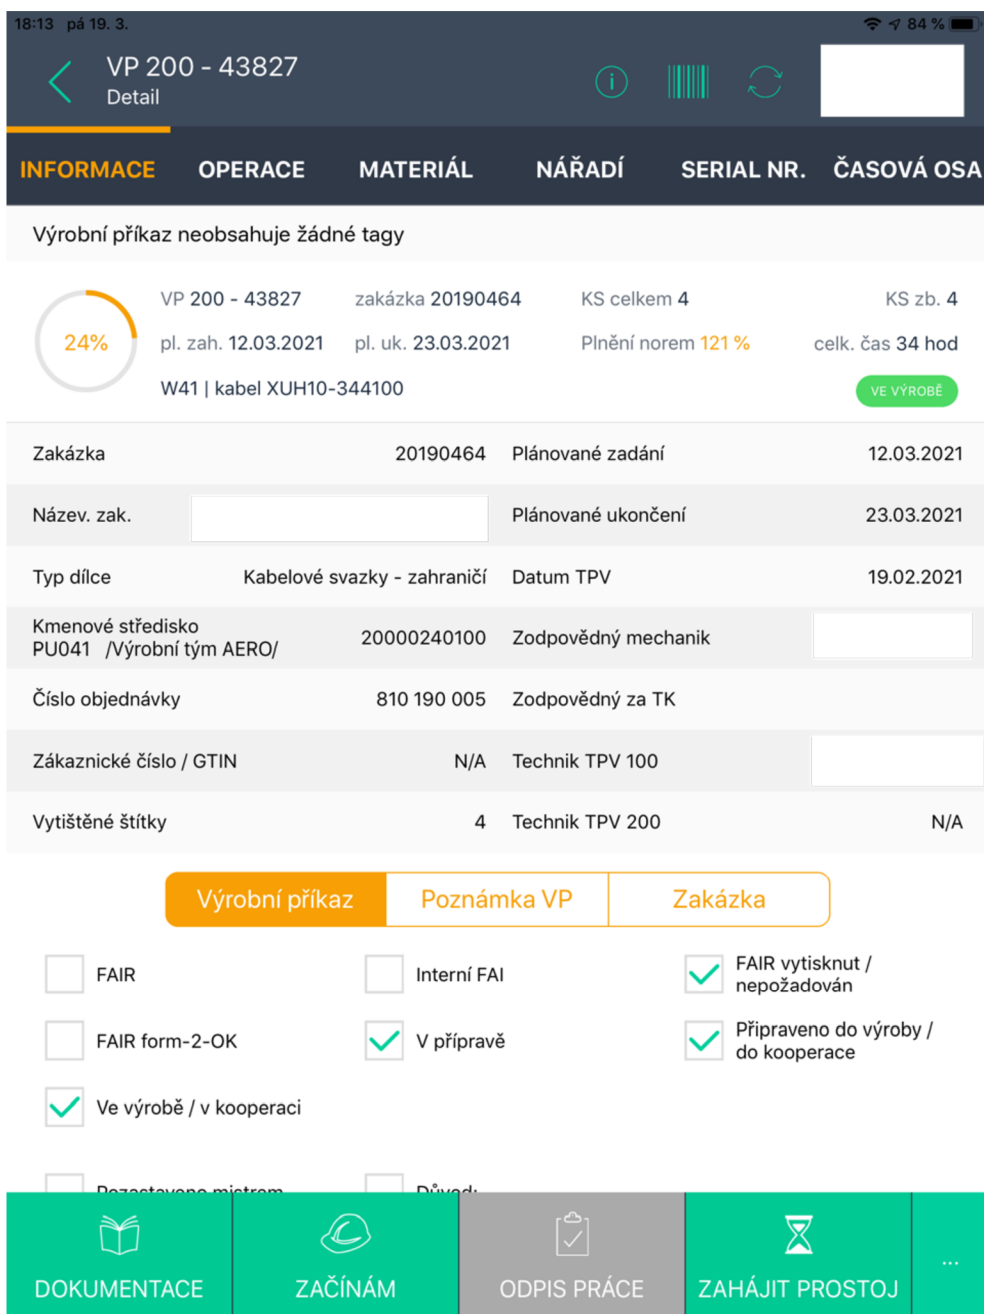 18:13 pá 19. 3.
84 %
VP 200 - 43827
Detail
INFORMACE OPERACE MATERIÁL NÁŘADÍ SERIAL NR. ČASOVÁ OSA
Výrobní příkaz neobsahuje žádné tagy
24%
VP 200 - 43827 zakázka 20190464 KS celkem 4 KS zb. 4
pl. zah. 12.03.2021 pl. uk. 23.03.2021 Plnění norem 121 % celk. čas 34 hod
W41 | kabel XUH10-344100
VE VÝROBĚ
Zakázka 20190464 Plánované zadání 12.03.2021
Název. zak. Plánované ukončení 23.03.2021
Typ dílce Kabelové svazky - zahraničí Datum TPV 19.02.2021
Kmenové středisko
PU041 /Výrobní tým AERO/ 20000240100 Zodpovědný mechanik
Číslo objednávky 810 190 005 Zodpovědný za TK
Zákaznické číslo / GTIN N/A Technik TPV 100
Vytištěné štítky 4 Technik TPV 200 N/A
Výrobní příkaz Poznámka VP Zakázka
FAIR Interní FAI FAIR vytisknut /
nepožadován
FAIR form-2-OK V přípravě Připraveno do výroby /
do kooperace
Ve výrobě / v kooperaci
Pozastaveno mistrem Důvod:
DOKUMENTACE ZAČÍNÁM ODPIS PRÁCE ZAHÁJIT PROSTOJ ...